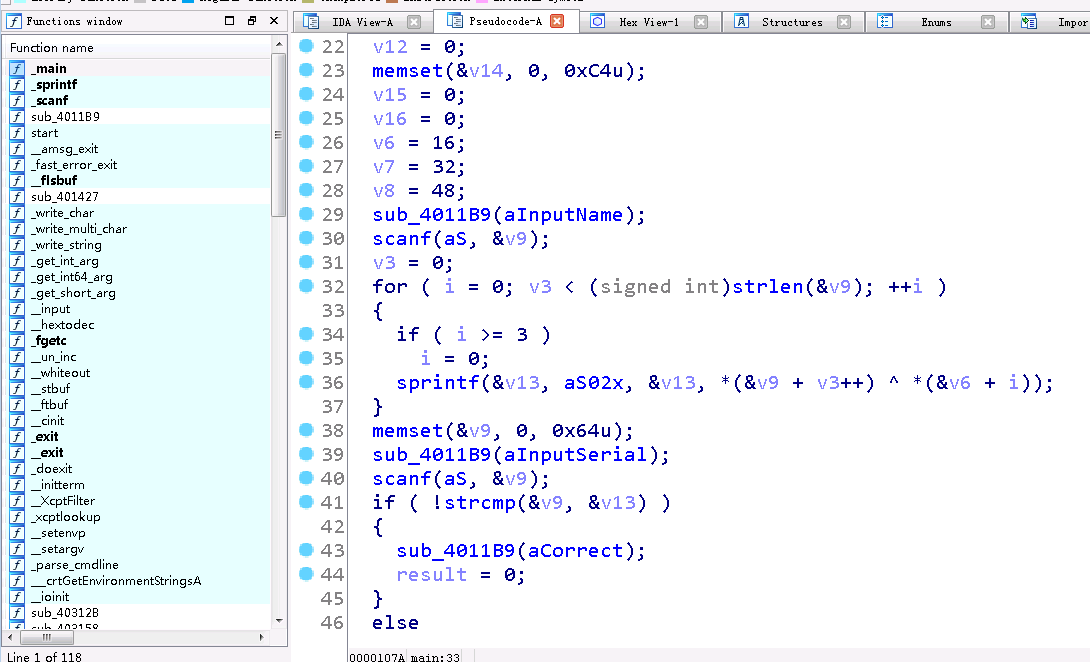 Functions window
IDA View-A
Pseudocode-A
Hex View-1
Structures
Enums
Impor
Function name
_main
_sprintf
_scanf
sub_4011B9
start
__amsg_exit
_fast_error_exit
__flsbuf
sub_401427
_write_char
_write_multi_char
_write_string
_get_int_arg
_get_int64_arg
_get_short_arg
__input
__hextodec
_fgetc
__un_inc
__whiteout
__stbuf
__ftbuf
__cinit
_exit
__exit
_doexit
__initterm
__XcptFilter
_xcptlookup
__setenvp
__setargv
_parse_cmdline
___crtGetEnvironmentStringsA
__ioinit
sub_40312B
sub_403158
Line 1 of 118
22 v12 = 0;
23 memset(&v14, 0, 0xC4u);
24 v15 = 0;
25 v16 = 0;
26 v6 = 16;
27 v7 = 32;
28 v8 = 48;
29 sub_4011B9(aInputName);
30 scanf(aS, &v9);
31 v3 = 0;
32 for ( i = 0; v3 < (signed int)strlen(&v9); ++i )
33 {
34 if ( i >= 3 )
35 i = 0;
36 sprintf(&v13, aS02x, &v13, *(&v9 + v3++) ^ *(&v6 + i));
37 }
38 memset(&v9, 0, 0x64u);
39 sub_4011B9(aInputSerial);
40 scanf(aS, &v9);
41 if ( !strcmp(&v9, &v13) )
42 {
43 sub_4011B9(aCorrect);
44 result = 0;
45 }
46 else
0000107A main:33